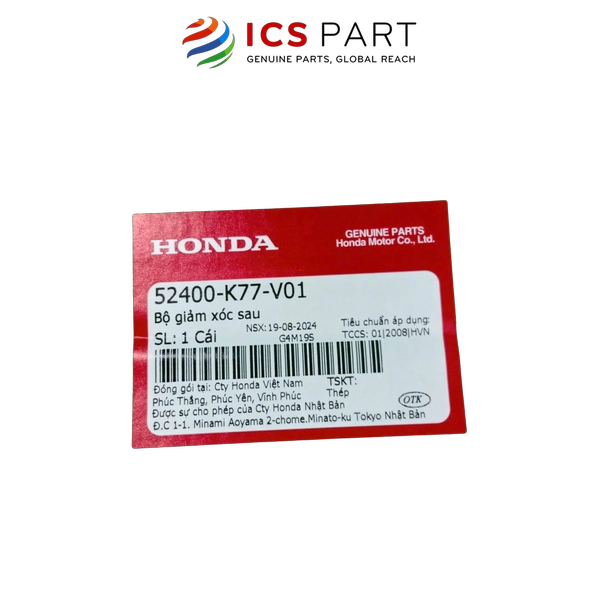 ICS PART
GENUINE PARTS, GLOBAL REACH
HONDA
GENUINE PARTS
Honda Motor Co., Ltd.
52400-K77-V01
Bộ giảm xóc sau
SL: 1 Cái
NSX: 19-08-2024
G4M19S
Tiêu chuẩn áp dụng:
TCCS: 01|2008|HVN
Đóng gói tại: Cty Honda Việt Nam
Phúc Thắng, Phúc Yên, Vĩnh Phúc
TSKT:
Thép
OTK
Được sự cho phép của Cty Honda Nhật Bản
Đ.C 1-1. Minami Aoyama 2-chome.Minato-ku Tokyo Nhật Bản